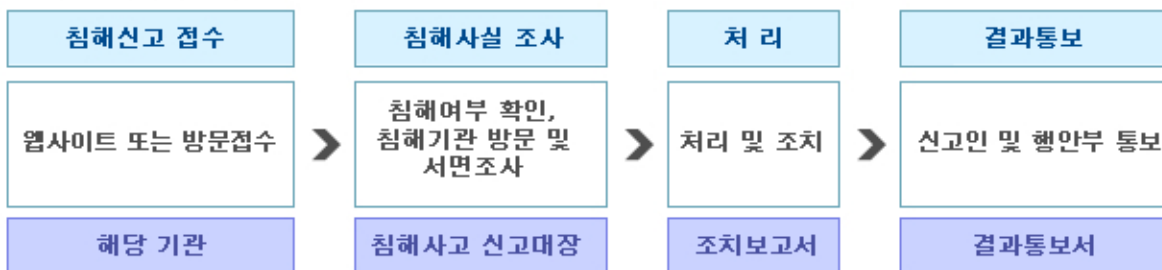 침해신고 접수
침해사실 조사
처 리
결과통보
웹사이트 또는 방문접수
침해여부 확인,
침해기관 방문 및
서면조사
처리 및 조치
신고인 및 행안부 통보
해당 기관
침해사고 신고대장
조치보고서
결과통보서